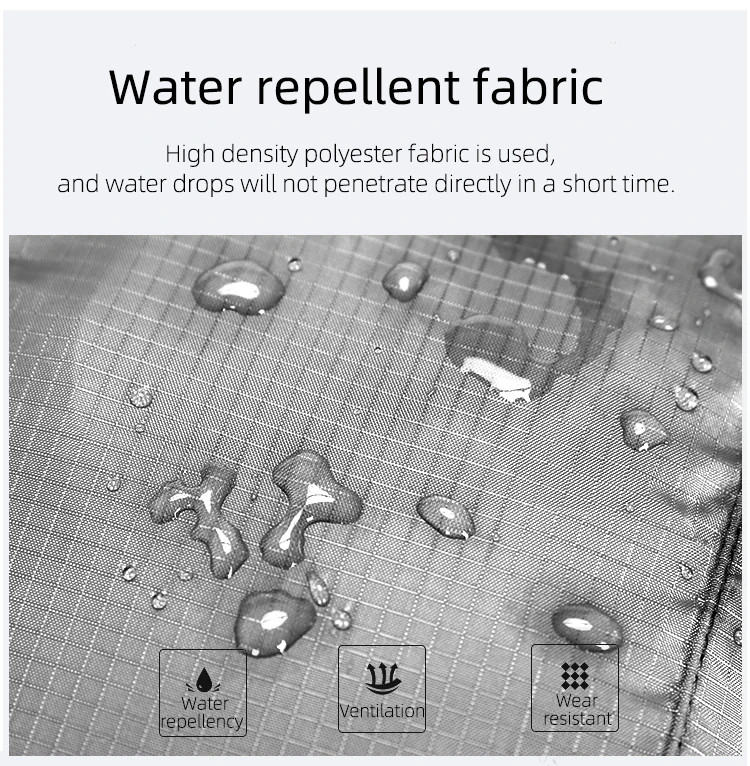 Water repellent fabric
High density polyester fabric is used,
and water drops will not penetrate directly in a short time.
Water
repellency
Ventilation
Wear
resistant